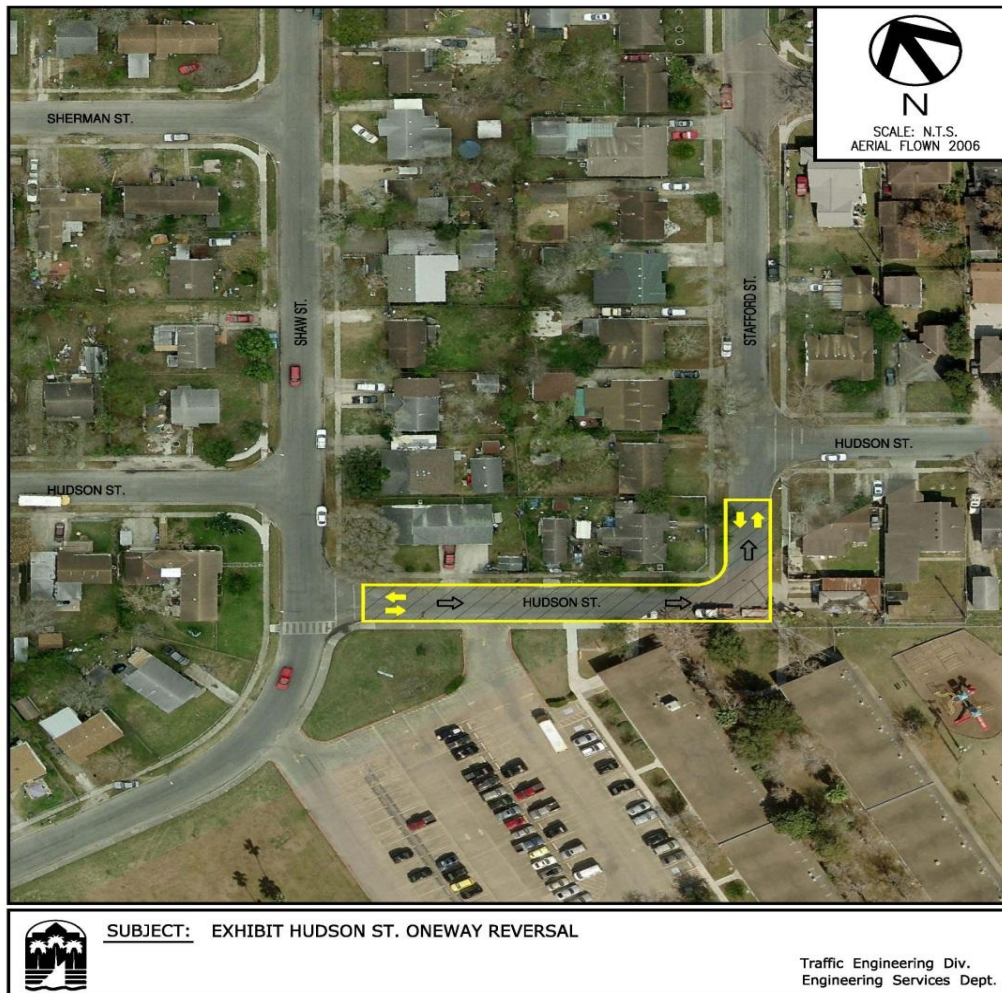 N
SCALE: N.T.S.
AERIAL FLOWN 2006
SHERMAN ST.
SHAW ST.
STAFFORD ST.
HUDSON ST.
HUDSON ST.
HUDSON ST.
SUBJECT: EXHIBIT HUDSON ST. ONEWAY REVERSAL
Traffic Engineering Div.
Engineering Services Dept.